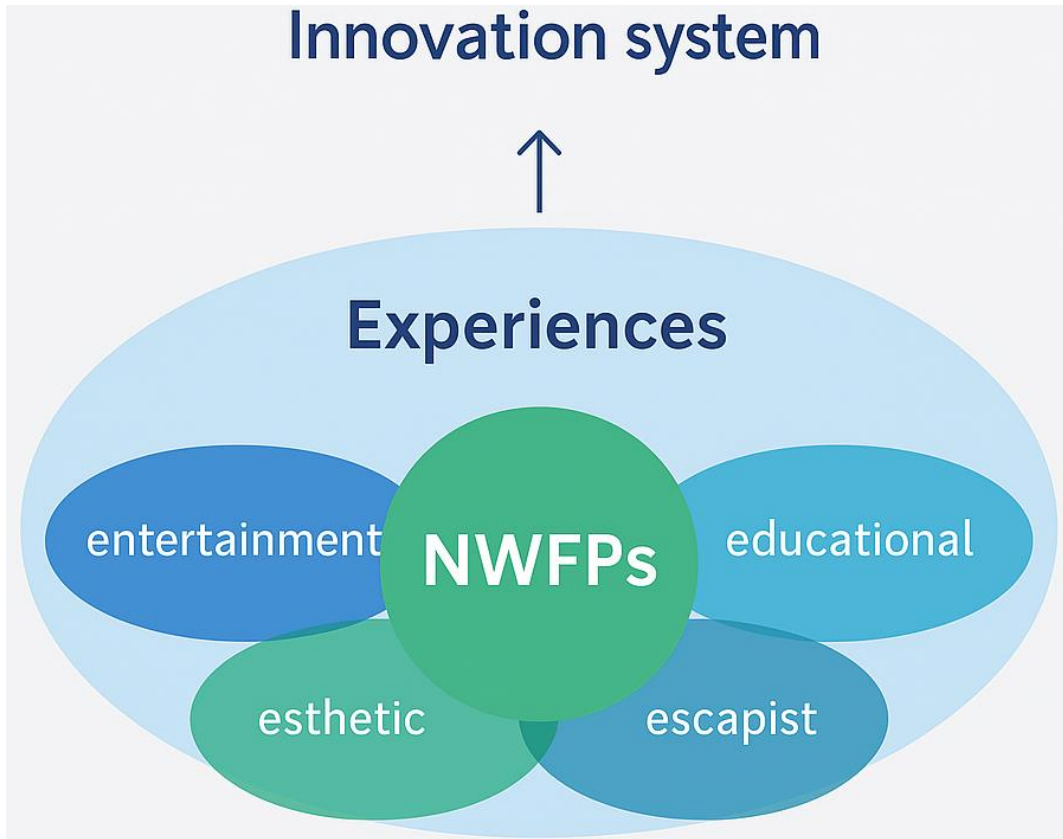 Innovation system
Experiences
entertainment
NWFPs
educational
esthetic
escapist